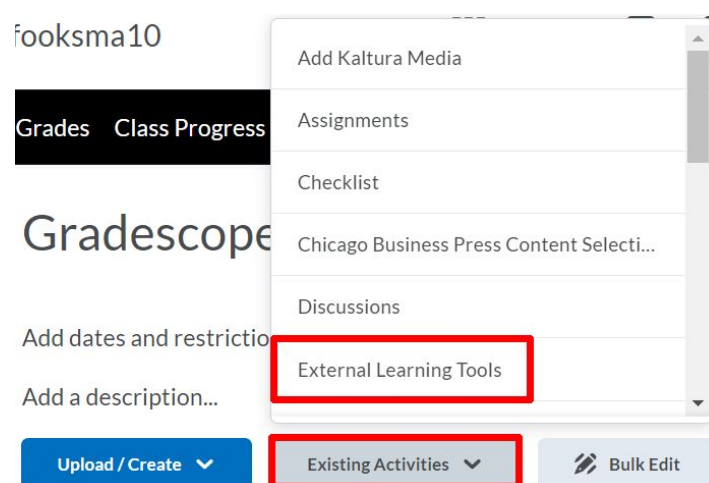 fooksma10
Add Kaltura Media
Assignments
Grades Class Progress
Checklist
Gradescope
Chicago Business Press Content Selecti...
Discussions
Add dates and restrictio
External Learning Tools
Add a description...
Upload / Create
Existing Activities
Bulk Edit